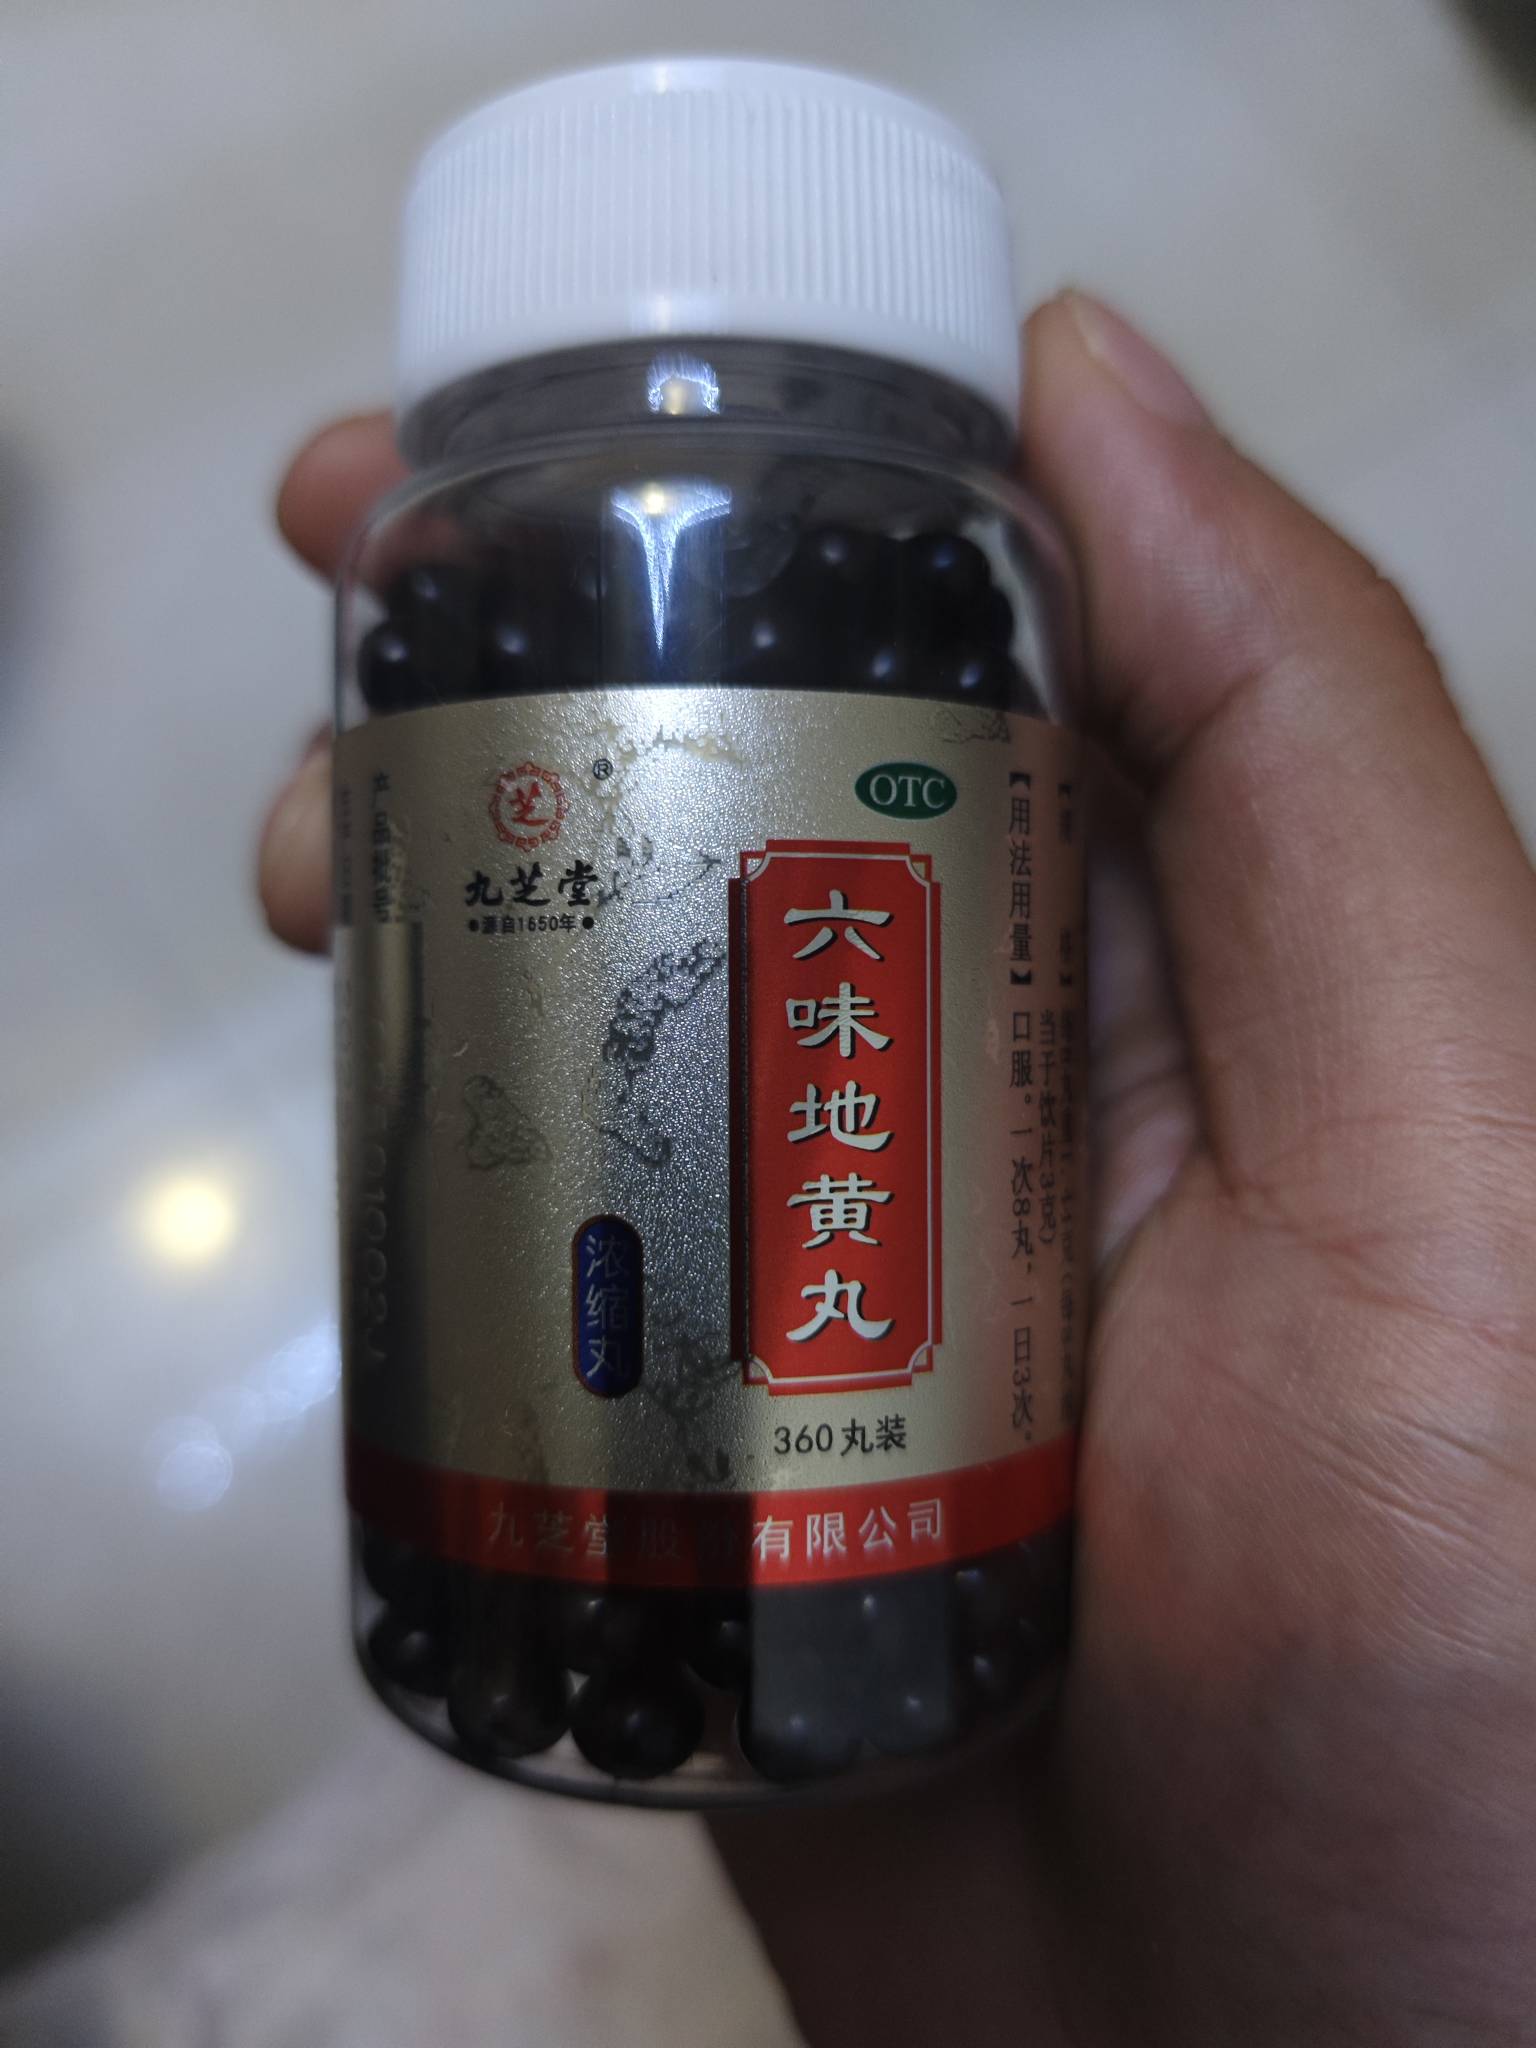 芝
®
九芝堂
●源自1650年●
OTC
六味地黄丸
浓缩丸
360丸装
九芝堂股份有限公司
【用法用量】口服。一次8丸，一日3次。
当于饮片3克）